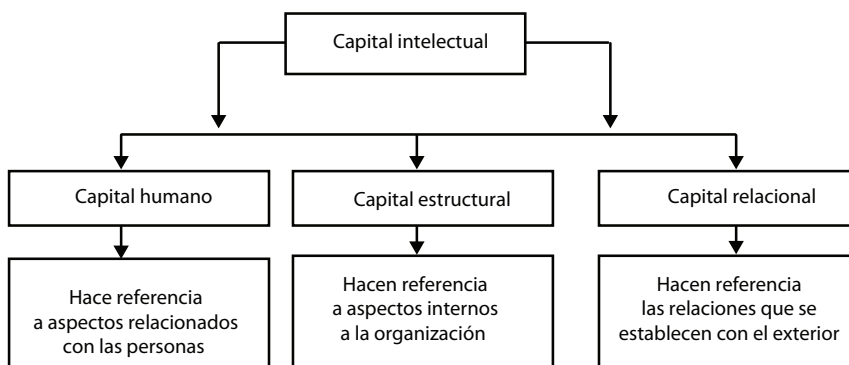 Capital intelectual
Capital humano
Capital estructural
Capital relacional
Hace referencia
a aspectos relacionados
con las personas
Hacen referencia
a aspectos internos
a la organización
Hacen referencia
las relaciones que se
establecen con el exterior